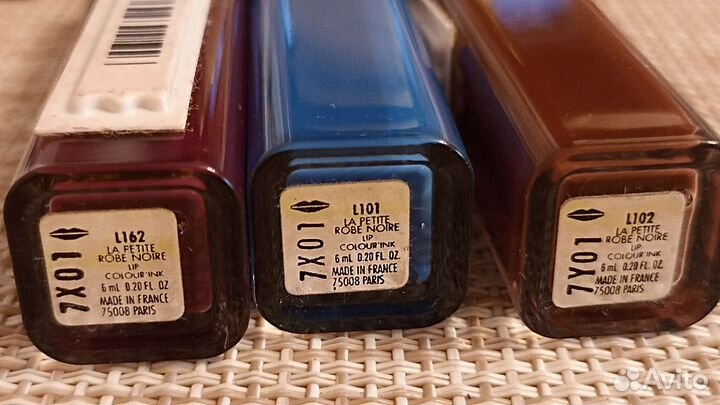 7X01
L162
LA PETITE
ROBE NOIRE
LIP
COLOUR'INK
6 mL 0.20 FL. OZ.
MADE IN FRANCE
75008 PARIS
7X01
L101
LA PETITE
ROBE NOIRE
LIP
COLOUR'INK
6 mL 0.20 FL. OZ.
MADE IN FRANCE
75008 PARIS
7Y01
L102
LA PETITE
ROBE NOIRE
LIP
COLOUR'INK
6 mL 0.20 FL. OZ.
MADE IN FRANCE
75008 PARIS
Avito